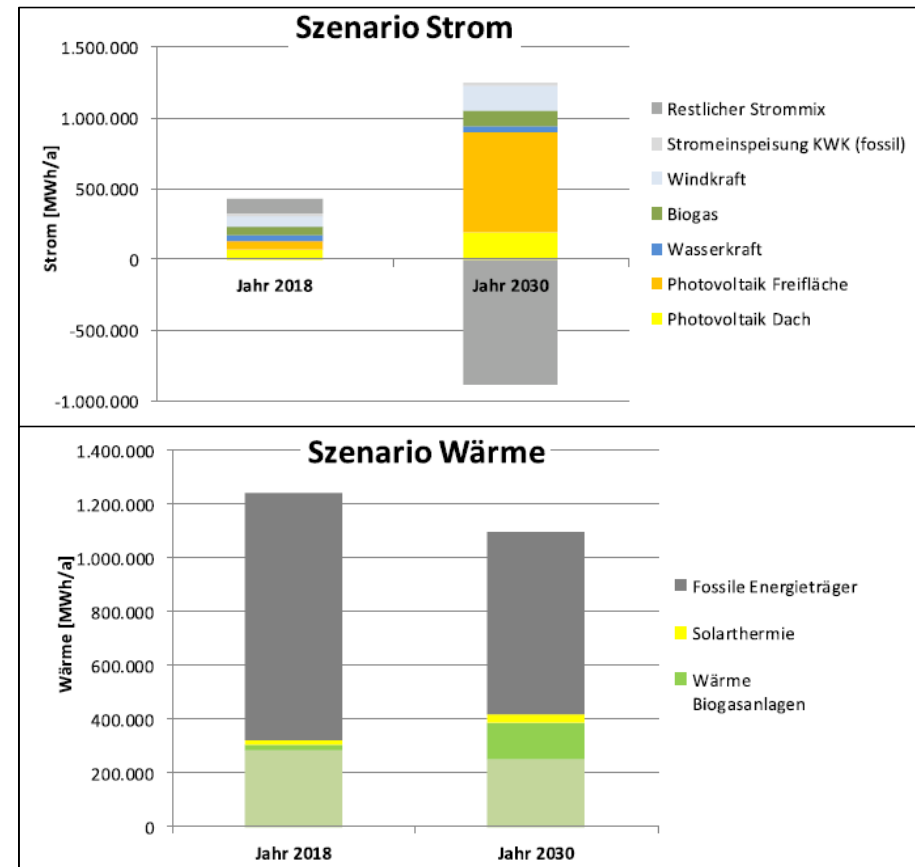 Szenario Strom
1.500.000
1.000.000
500.000
0
-500.000
-1.000.000
Strom [MWh/a]
Jahr 2018
Jahr 2030
Restlicher Strommix
Stromeinspeisung KWK (fossil)
Windkraft
Biogas
Wasserkraft
Photovoltaik Freifläche
Photovoltaik Dach
Szenario Wärme
1.400.000
1.200.000
1.000.000
800.000
600.000
400.000
200.000
0
Wärme [MWh/a]
Jahr 2018
Jahr 2030
Fossile Energieträger
Solarthermie
Wärme
Biogasanlagen